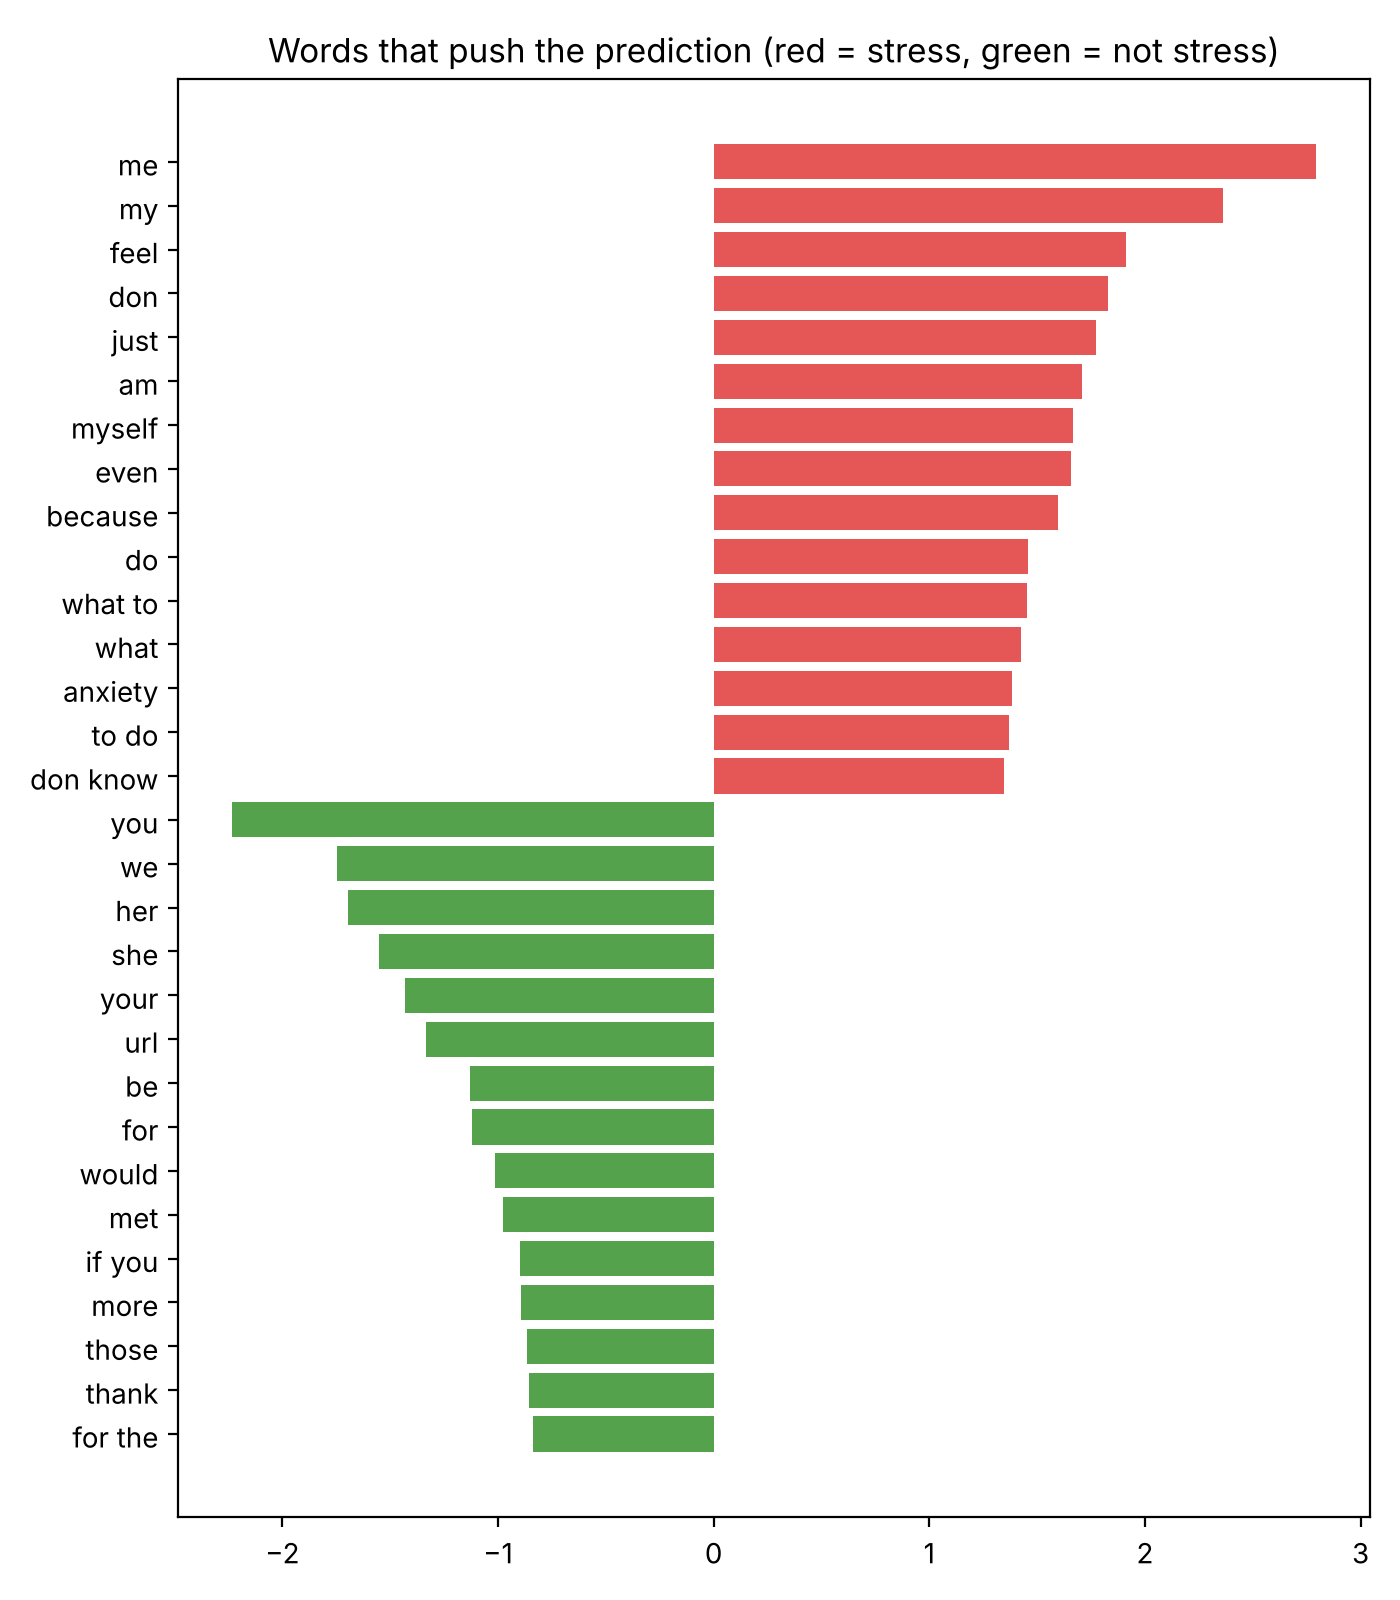 Words that push the prediction (red = stress, green = not stress)
me
my
feel
don
just
am
myself
even
because
do
what to
what
anxiety
to do
don know
you
we
her
she
your
url
be
for
would
met
if you
more
those
thank
for the
−2 −1 0 1 2 3